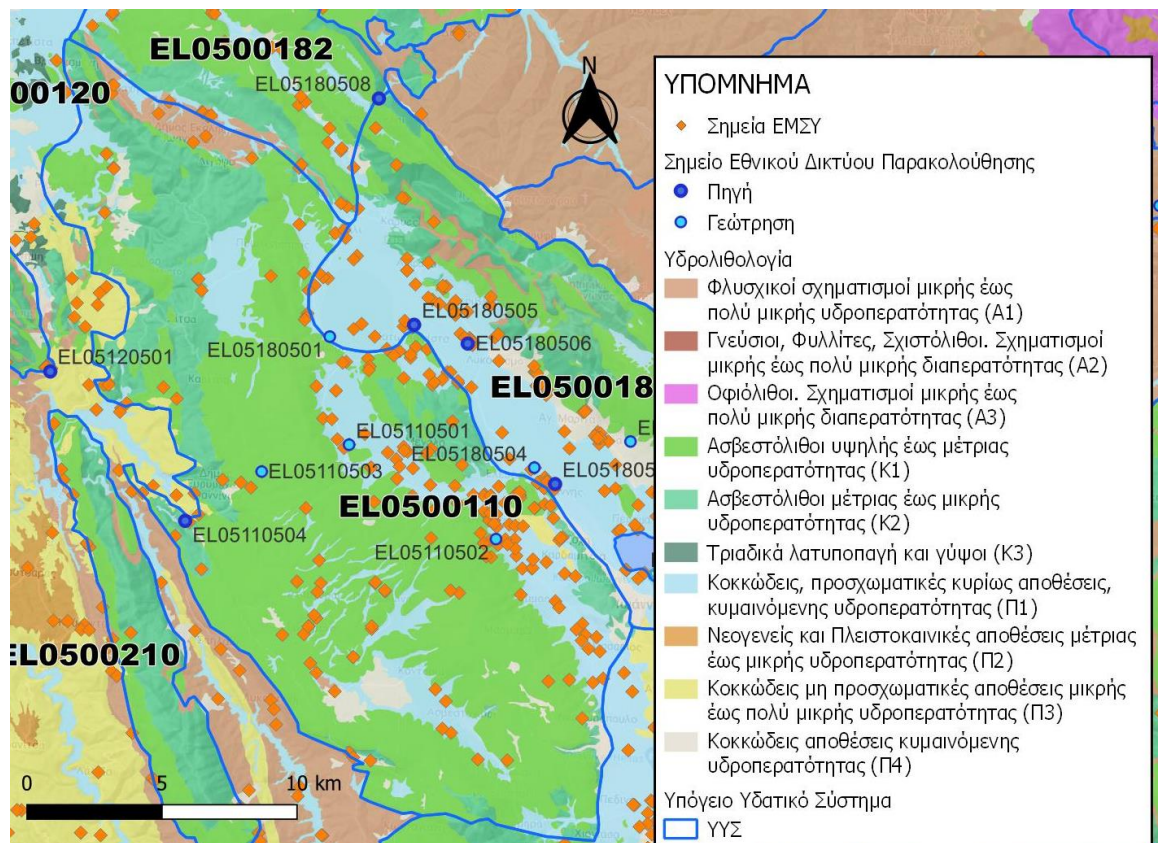 EL0500182
EL05180508
00120
N
EL05180505
EL05180501
EL05180506
EL05120501
EL050018
EL05110501
EL05180504
EL05110503
EL051805
EL0500110
EL05110504
EL05110502
EL0500210
0 5 10 km
ΥΠΟΜΝΗΜΑ
Σημεία ΕΜΣΥ
Σημείο Εθνικού Δικτύου Παρακολούθησης
Πηγή
Γεώτρηση
Υδρολιθολογία
Φλυσχικοί σχηματισμοί μικρής έως
πολύ μικρής υδροπερατότητας (Α1)
Γνεύσιοι, Φυλλίτες, Σχιστόλιθοι. Σχηματισμοί
μικρής έως πολύ μικρής διαπερατότητας (Α2)
Οφιόλιθοι. Σχηματισμοί μικρής έως
πολύ μικρής διαπερατότητας (Α3)
Ασβεστόλιθοι υψηλής έως μέτριας
υδροπερατότητας (Κ1)
Ασβεστόλιθοι μέτριας έως μικρής
υδροπερατότητας (Κ2)
Τριαδικά λατυποπαγή και γύψοι (Κ3)
Κοκκώδεις, προσχωματικές κυρίως αποθέσεις,
κυμαινόμενης υδροπερατότητας (Π1)
Νεογενείς και Πλειστοκαινικές αποθέσεις μέτριας
έως μικρής υδροπερατότητας (Π2)
Κοκκώδεις μη προσχωματικές αποθέσεις μικρής
έως πολύ μικρής υδροπερατότητας (Π3)
Κοκκώδεις αποθέσεις κυμαινόμενης
υδροπερατότητας (Π4)
Υπόγειο Υδατικό Σύστημα
ΥΥΣ